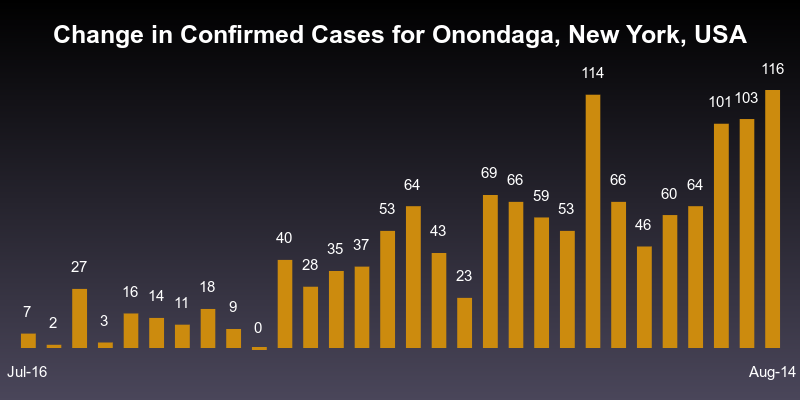 Change in Confirmed Cases for Onondaga, New York, USA
7 2 27 3 16 14 11 18 9 0 40 28 35 37 53 64 43 23 69 66 59 53 114 66 46 60 64 101 103 116
Jul-16 Aug-14